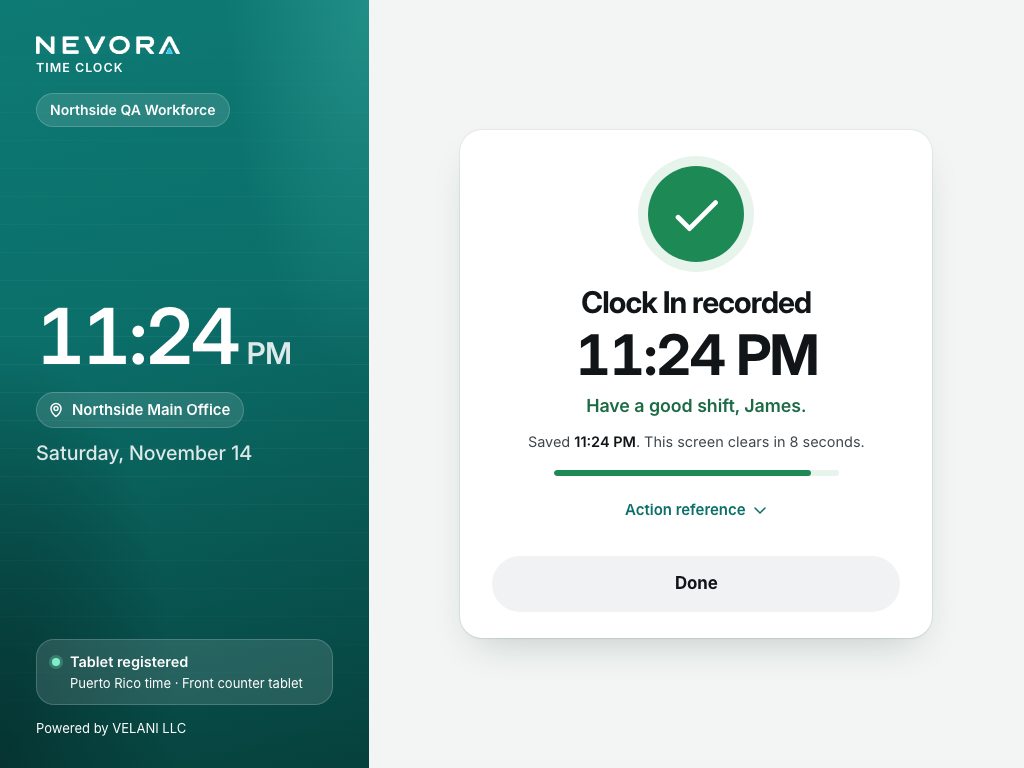 NEVORA
TIME CLOCK
Northside QA Workforce
11:24 PM
Northside Main Office
Saturday, November 14
Tablet registered
Puerto Rico time · Front counter tablet
Powered by VELANI LLC
Clock In recorded
11:24 PM
Have a good shift, James.
Saved 11:24 PM. This screen clears in 8 seconds.
Action reference
Done